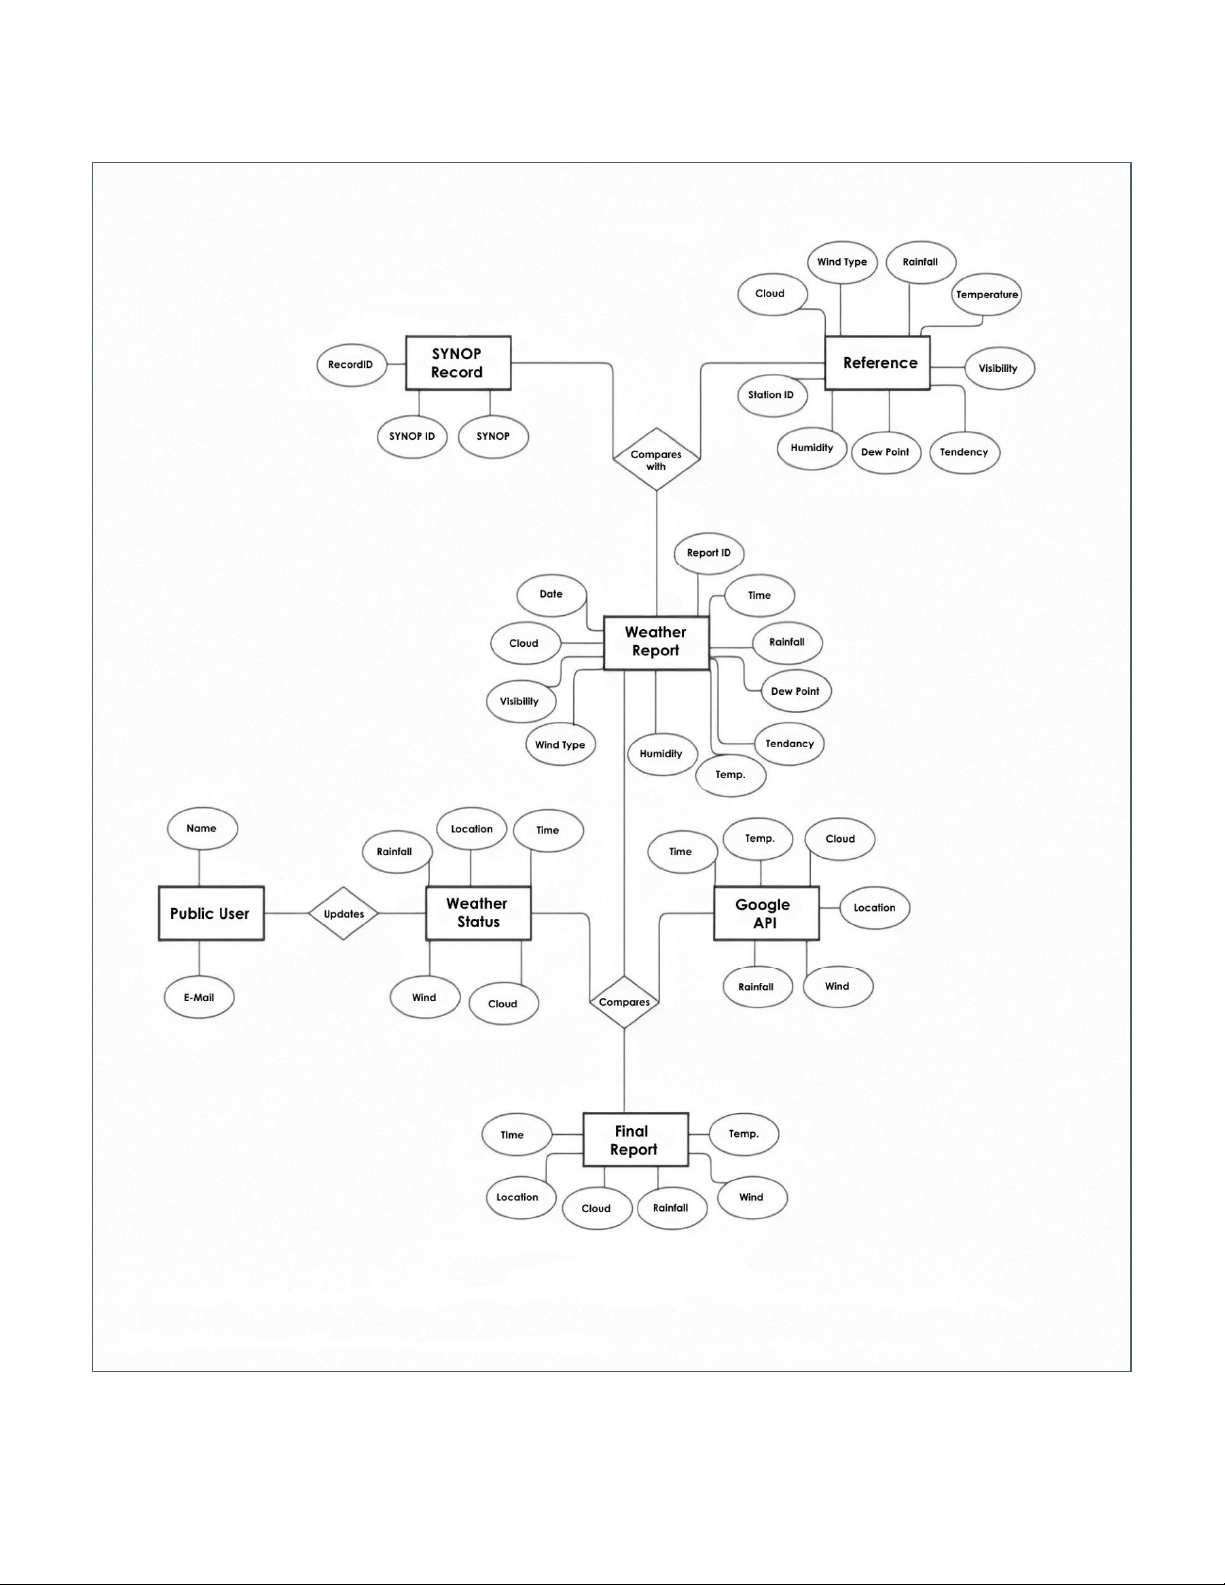 Wind Type
Rainfall
Cloud
Temperature
SYNOP
Record
RecordID
Reference
Visibility
Station ID
SYNOP ID
SYNOP
Humidity
Dew Point
Tendency
Compares
with
Report ID
Date
Time
Weather
Report
Cloud
Rainfall
Visibility
Dew Point
Wind Type
Humidity
Tendancy
Temp.
Name
Rainfall
Location
Time
Time
Temp.
Cloud
Public User
Updates
Weather
Status
Google
API
Location
E-Mail
Wind
Cloud
Compares
Rainfall
Wind
Time
Final
Report
Temp.
Location
Cloud
Rainfall
Wind